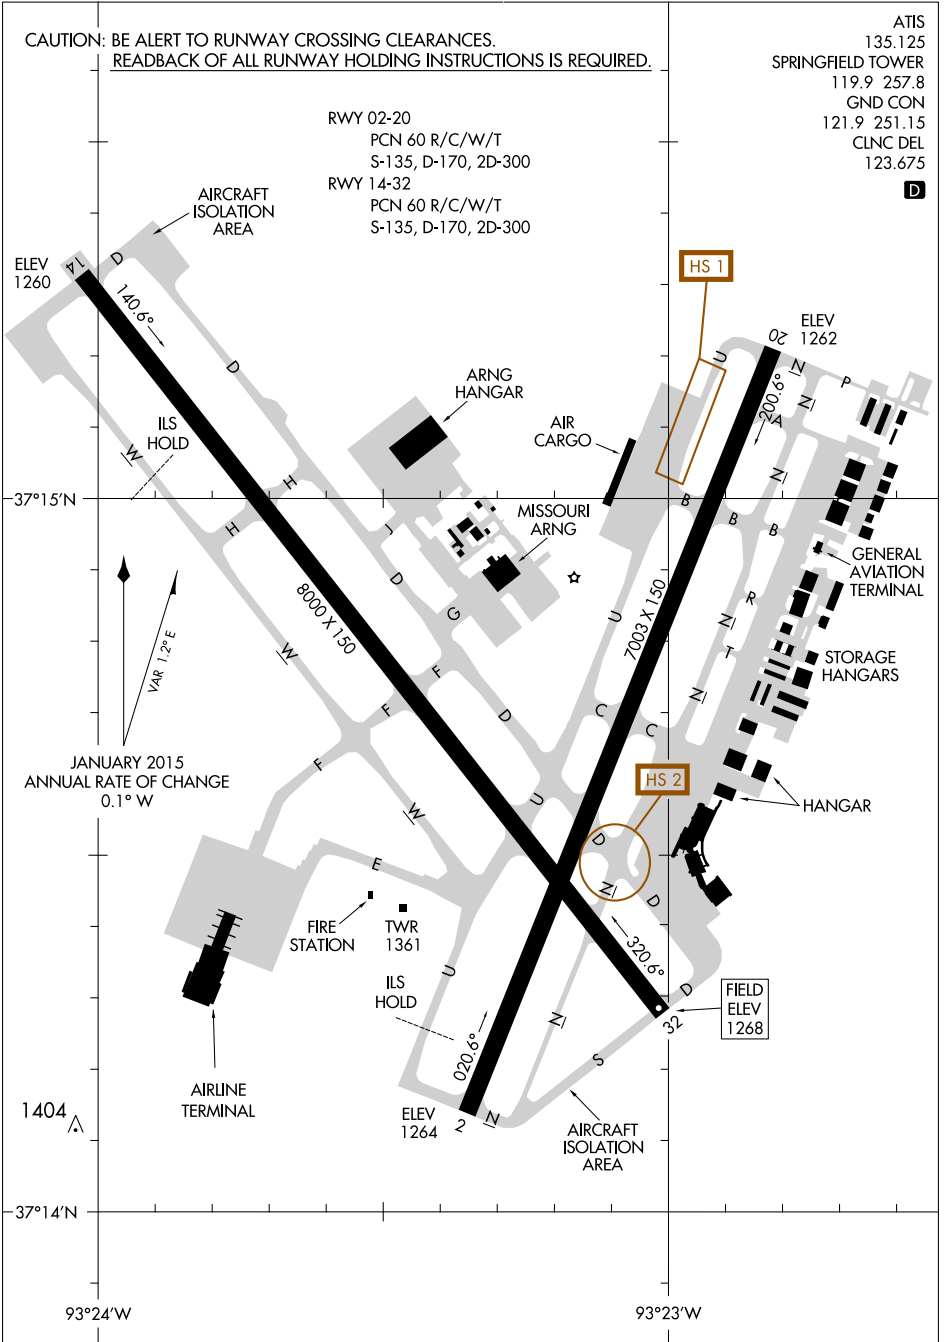 CAUTION: BE ALERT TO RUNWAY CROSSING CLEARANCES.
READBACK OF ALL RUNWAY HOLDING INSTRUCTIONS IS REQUIRED.
ATIS
135.125
SPRINGFIELD TOWER
119.9 257.8
GND CON
121.9 251.15
CLNC DEL
123.675
D
RWY 02-20
PCN 60 R/C/W/T
S-135, D-170, 2D-300
RWY 14-32
PCN 60 R/C/W/T
S-135, D-170, 2D-300
AIRCRAFT
ISOLATION
AREA
ELEV
1260
14
D
140.6°
D
HS 1
ELEV
1262
20
U
N
P
200.6°
N
A
ARNG
HANGAR
AIR
CARGO
ILS
HOLD
W
N
H
H
37°15'N
B
B
B
J
MISSOURI
ARNG
GENERAL
AVIATION
TERMINAL
D
G
8000 X 150
7003 X 150
U
R
N
T
VAR 1.2° E
W
F
F
D
N
STORAGE
HANGARS
C
C
JANUARY 2015
ANNUAL RATE OF CHANGE
0.1° W
F
HS 2
HANGAR
W
U
D
E
N
D
FIRE
STATION
TWR
1361
320.6°
U
ILS
HOLD
D
FIELD
ELEV
1268
32
N
020.6°
S
AIRLINE
TERMINAL
1404
ELEV
1264
2
N
AIRCRAFT
ISOLATION
AREA
37°14'N
93°24'W
93°23'W